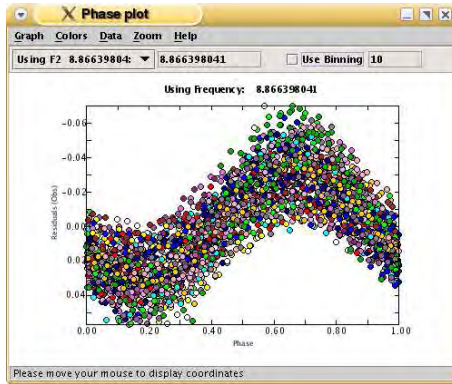 X Phase plot
Graph Colors Data Zoom Help
Using F2 8.86639804: 8.866398041 Use Binning 10
Using Frequency: 8.866398041
-0.06
-0.04
-0.02
0.00
0.02
0.04
Residuals (Obs)
0.00 0.20 0.40 0.60 0.80 1.00
Phase
Please move your mouse to display coordinates